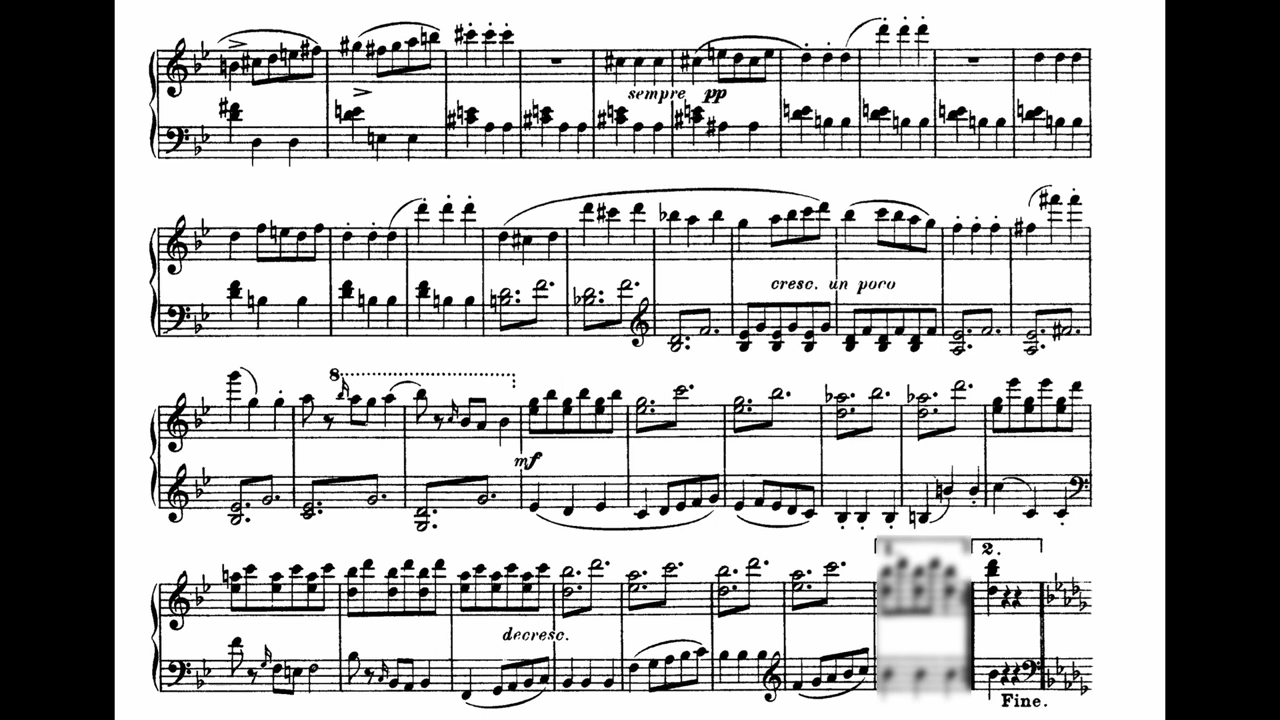 sempre pp
cresc. un poco
8
mf
decresc.
2.
Fine.